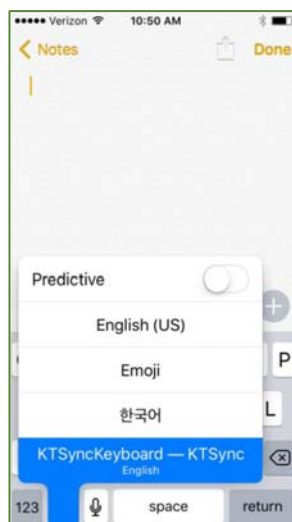 Verizon 10:50 AM
Notes Done
Predictive
English (US)
Emoji
P
한국어
L
KTSyncKeyboard — KTSync
English
123 space return